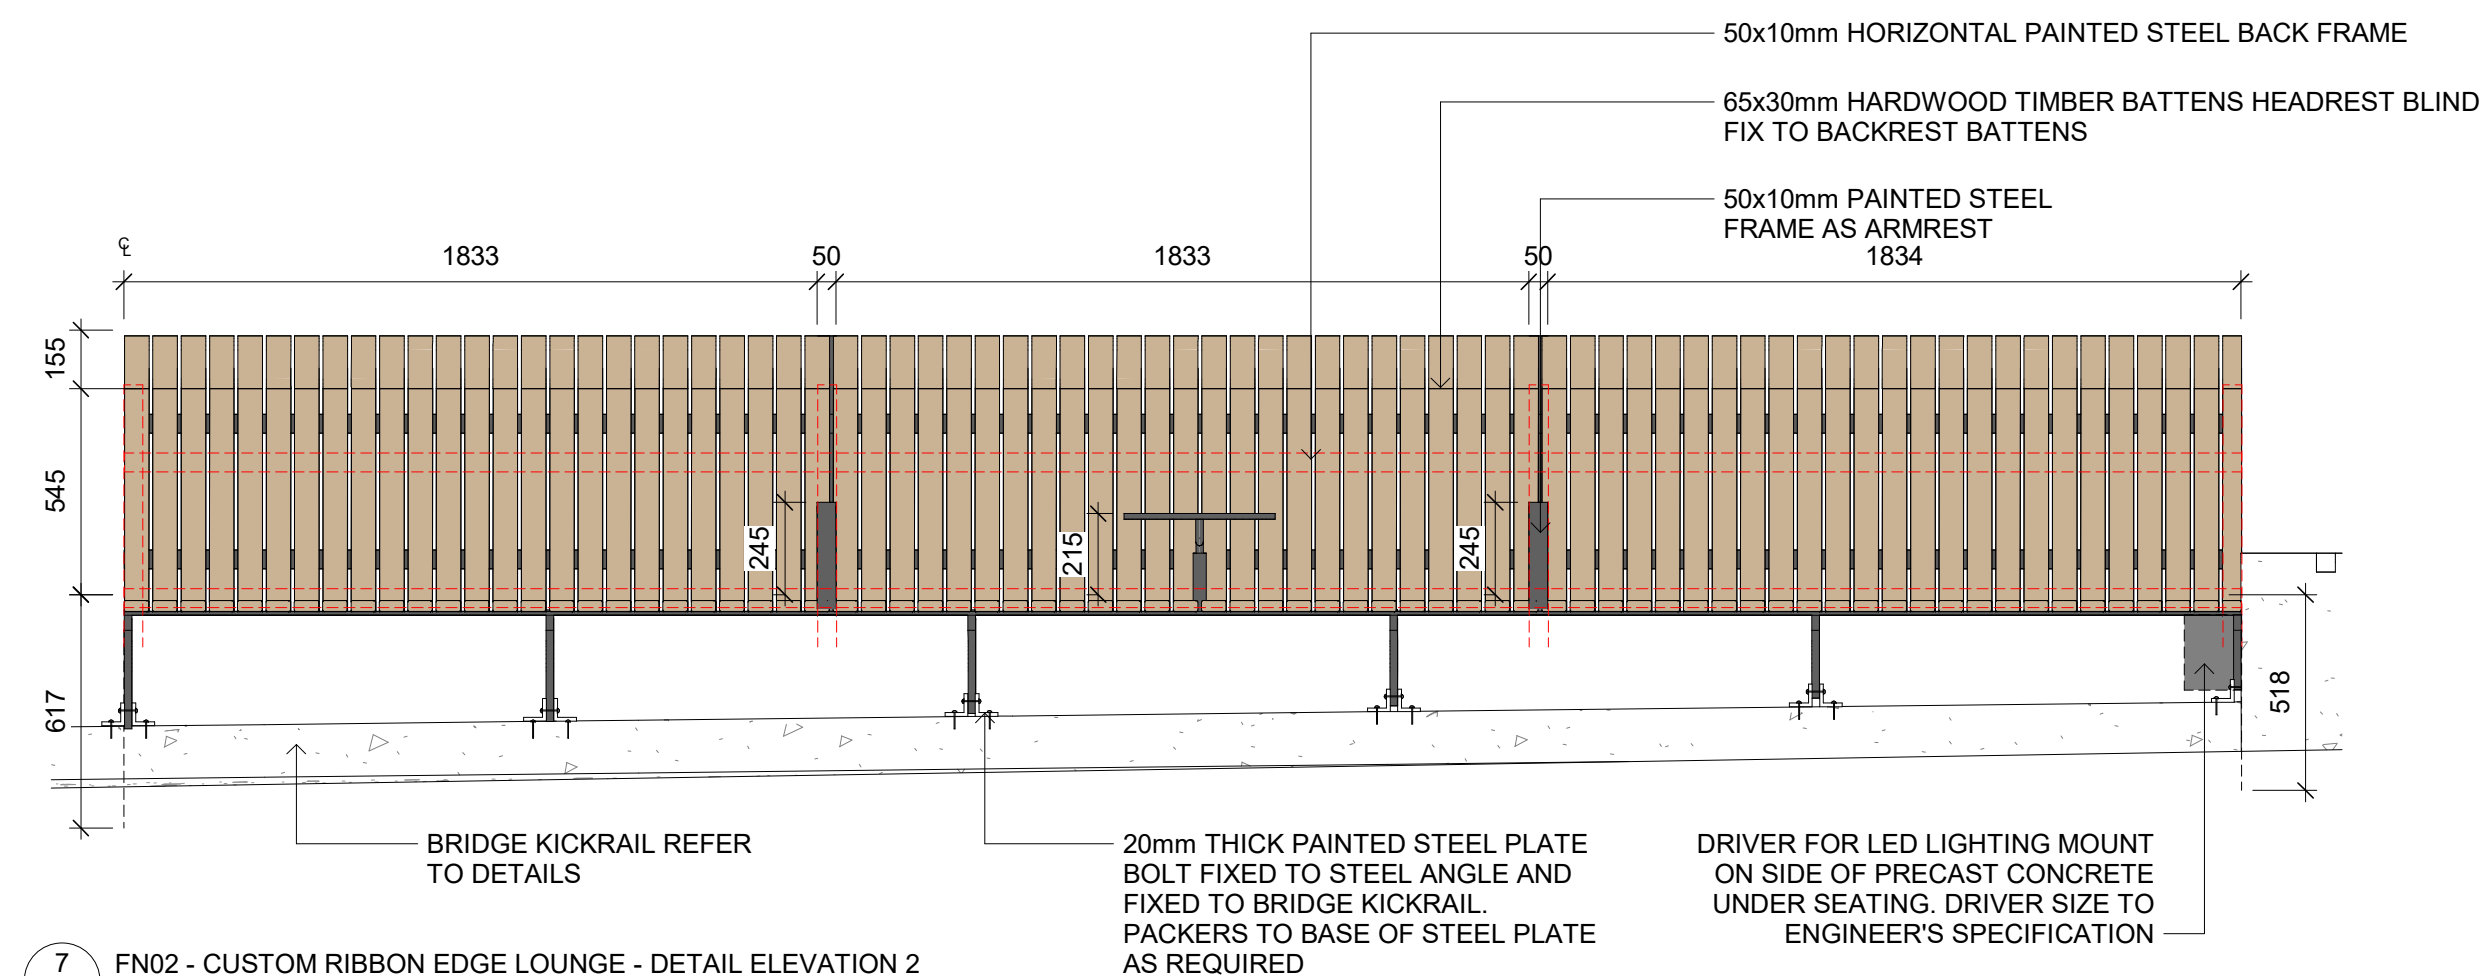 50x10mm HORIZONTAL PAINTED STEEL BACK FRAME
65x30mm HARDWOOD TIMBER BATTENS HEADREST BLIND
FIX TO BACKREST BATTENS
50x10mm PAINTED STEEL
FRAME AS ARMREST
℄
1833
50
1833
50
1834
155
545
617
245
215
245
518
BRIDGE KICKRAIL REFER
TO DETAILS
20mm THICK PAINTED STEEL PLATE
BOLT FIXED TO STEEL ANGLE AND
FIXED TO BRIDGE KICKRAIL.
PACKERS TO BASE OF STEEL PLATE
AS REQUIRED
DRIVER FOR LED LIGHTING MOUNT
ON SIDE OF PRECAST CONCRETE
UNDER SEATING. DRIVER SIZE TO
ENGINEER'S SPECIFICATION
7
FN02 - CUSTOM RIBBON EDGE LOUNGE - DETAIL ELEVATION 2